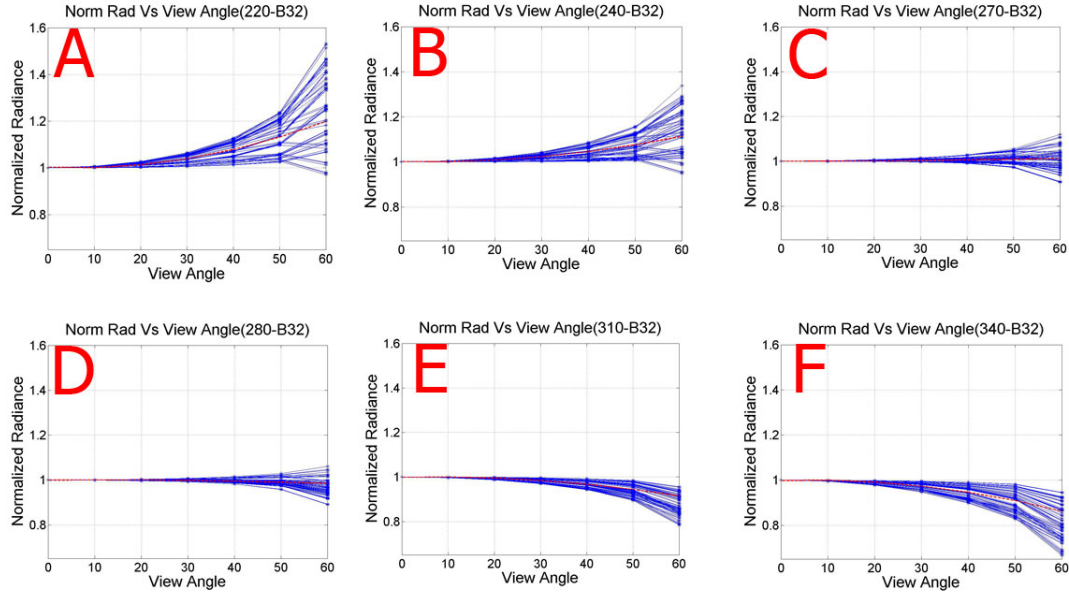 Norm Rad Vs View Angle(220-B32)
A
Normalized Radiance
1.6
1.4
1.2
1
0.8
0 10 20 30 40 50 60
View Angle
Norm Rad Vs View Angle(240-B32)
B
Normalized Radiance
1.6
1.4
1.2
1
0.8
0 10 20 30 40 50 60
View Angle
Norm Rad Vs View Angle(270-B32)
C
Normalized Radiance
1.6
1.4
1.2
1
0.8
0 10 20 30 40 50 60
View Angle
Norm Rad Vs View Angle(280-B32)
D
Normalized Radiance
1.6
1.4
1.2
1
0.8
0 10 20 30 40 50 60
View Angle
Norm Rad Vs View Angle(310-B32)
E
Normalized Radiance
1.6
1.4
1.2
1
0.8
0 10 20 30 40 50 60
View Angle
Norm Rad Vs View Angle(340-B32)
F
Normalized Radiance
1.6
1.4
1.2
1
0.8
0 10 20 30 40 50 60
View Angle